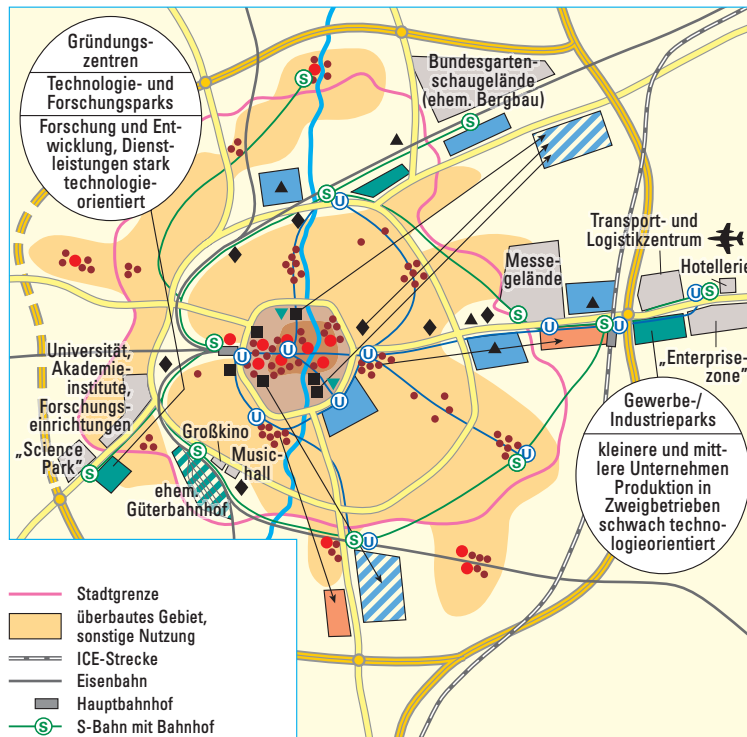 Gründungs-
zentren
Technologie- und
Forschungsparks
Forschung und Ent-
wicklung, Dienst-
leistungen stark
technologie-
orientiert
Bundesgarten-
schaugelände
(ehem. Bergbau)
S
S
S
U
Transport- und
Logistikzentrum
Hotellerie
Messe-
gelände
S
U
S
U
U
S
„Enterprise-
zone"
S
U
U
U
U
U
Universität,
Akademie-
institute,
Forschungs-
einrichtungen
„Science
Park"
S
Großkino
Music-
hall
S
ehem.
Güterbahnhof
U
S
S
U
Gewerbe-/
Industrieparks
kleinere und mitt-
lere Unternehmen
Produktion in
Zweigbetrieben
schwach techno-
logieorientiert
Stadtgrenze
überbautes Gebiet,
sonstige Nutzung
ICE-Strecke
Eisenbahn
Hauptbahnhof
S S-Bahn mit Bahnhof